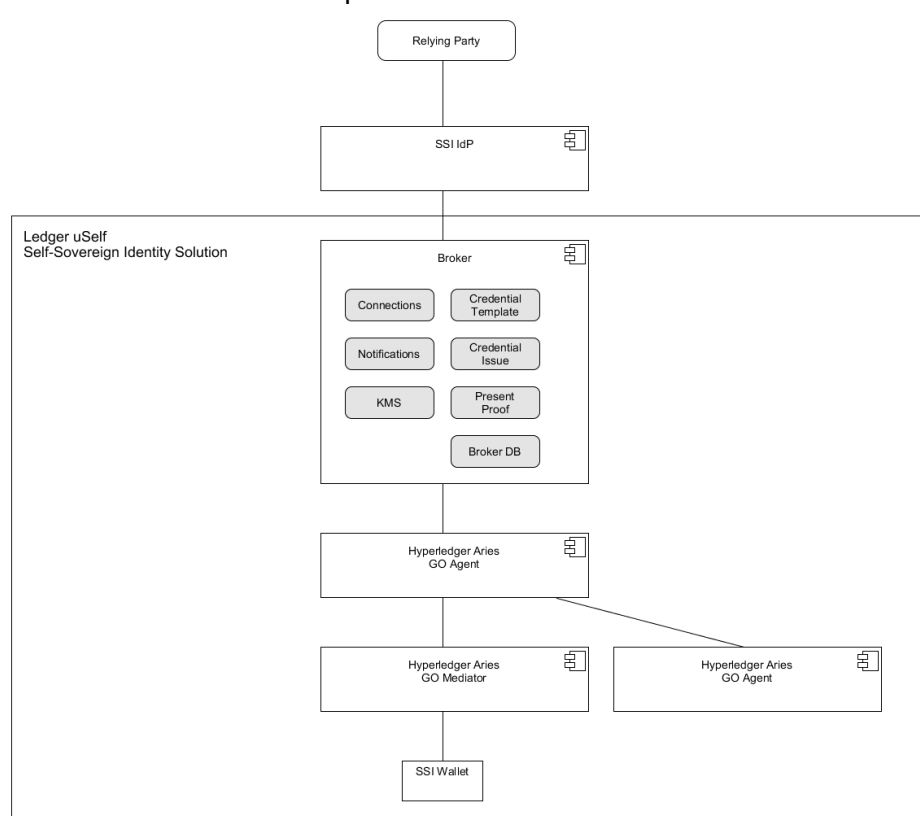 Relying Party
SSI IdP
Ledger uSelf
Self-Sovereign Identity Solution
Broker
Connections
Credential
Template
Notifications
Credential
Issue
KMS
Present
Proof
Broker DB
Hyperledger Aries
GO Agent
Hyperledger Aries
GO Mediator
Hyperledger Aries
GO Agent
SSI Wallet